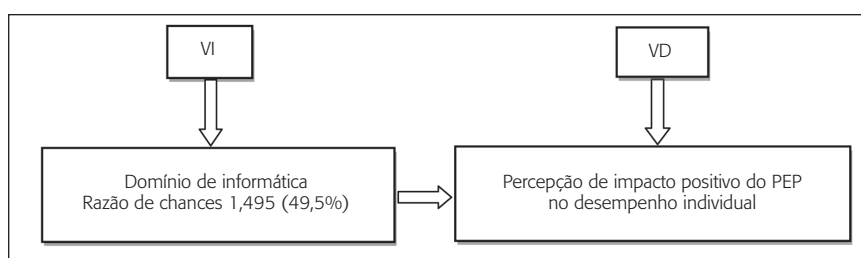 VI
VD
Domínio de informática
Razão de chances 1,495 (49,5%)
Percepção de impacto positivo do PEP
no desempenho individual